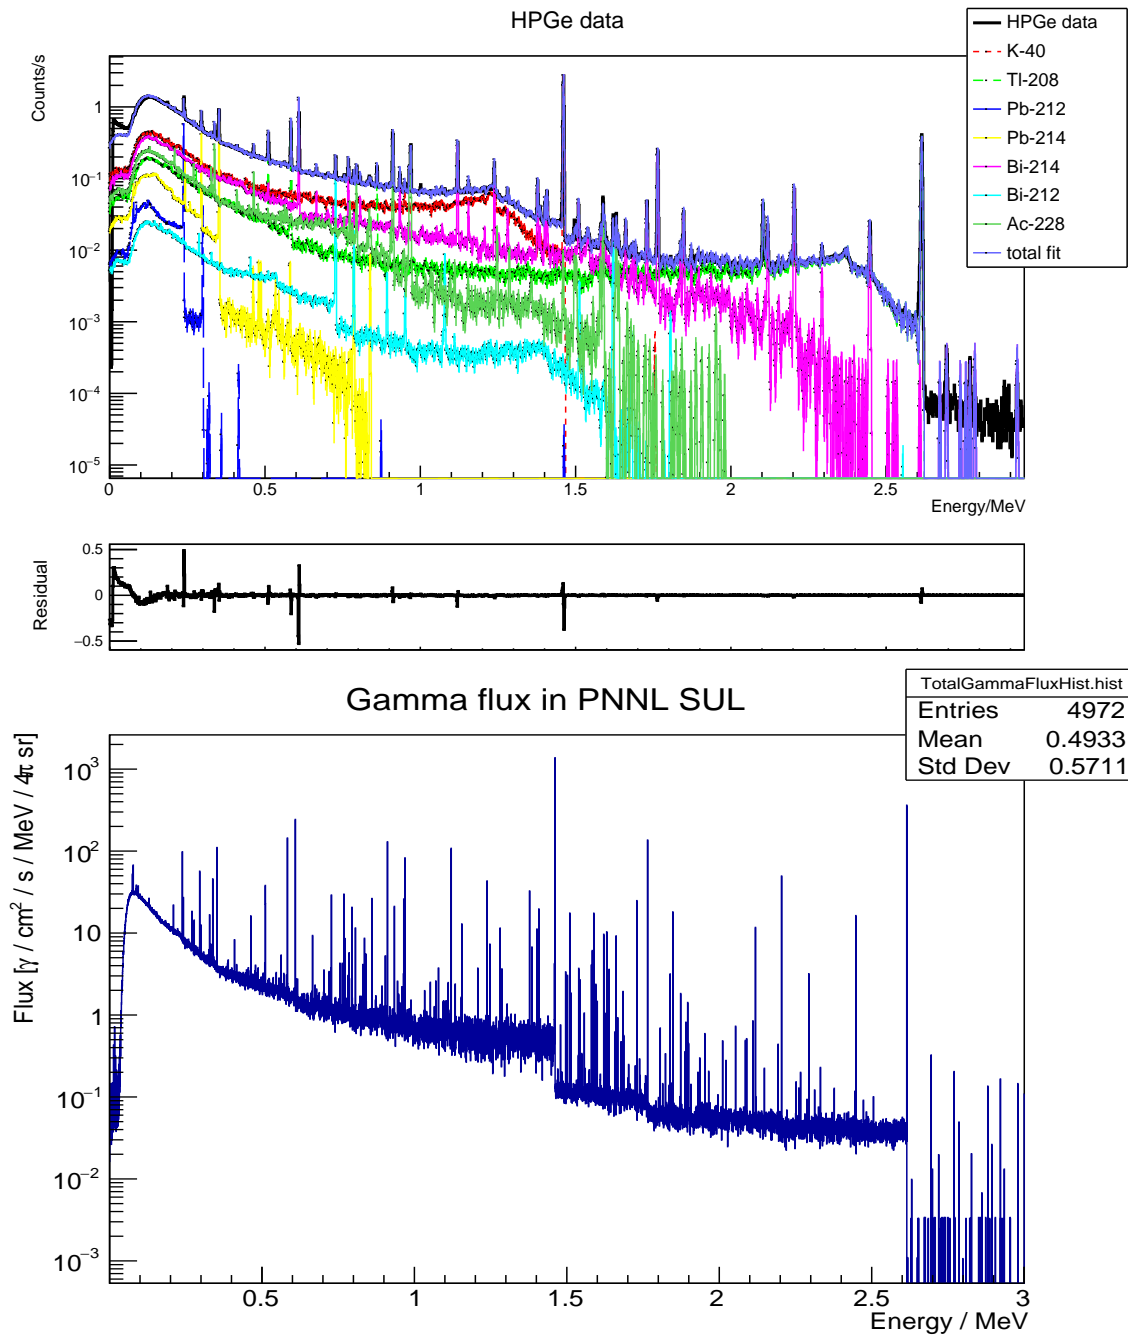 HPGe data
Counts/s
1
10⁻¹
10⁻²
10⁻³
10⁻⁴
10⁻⁵
0 0.5 1 1.5 2 2.5
Energy/MeV
HPGe data
K-40
Tl-208
Pb-212
Pb-214
Bi-214
Bi-212
Ac-228
total fit
Residual
0.5
0
−0.5
Gamma flux in PNNL SUL
TotalGammaFluxHist.hist
Entries 4972
Mean 0.4933
Std Dev 0.5711
Flux [γ / cm² / s / MeV / 4π sr]
10³
10²
10
1
10⁻¹
10⁻²
10⁻³
0.5 1 1.5 2 2.5 3
Energy / MeV